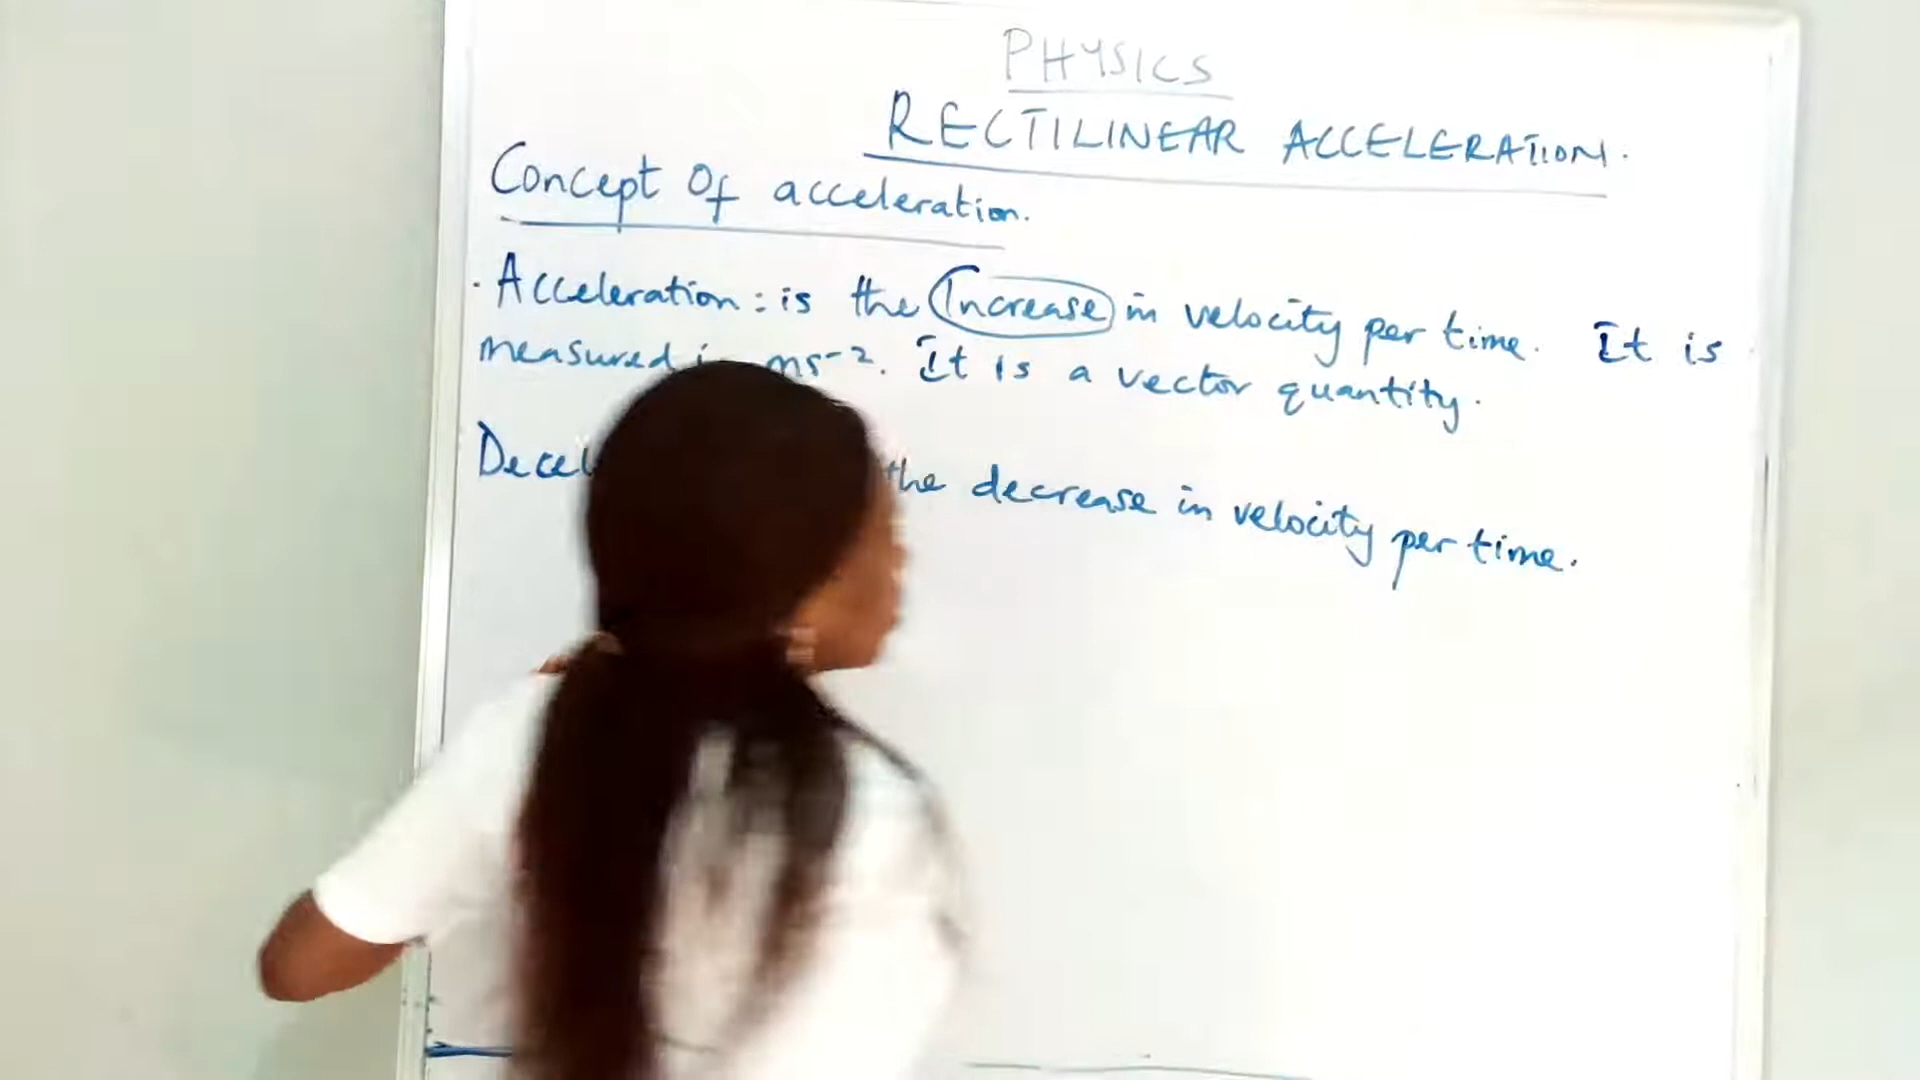 PHYSICS
RECTILINEAR ACCELERATION.
Concept Of acceleration.
· Acceleration : is the Increase in velocity per time. It is
measured ms⁻². It is a vector quantity.
the decrease in velocity per time.